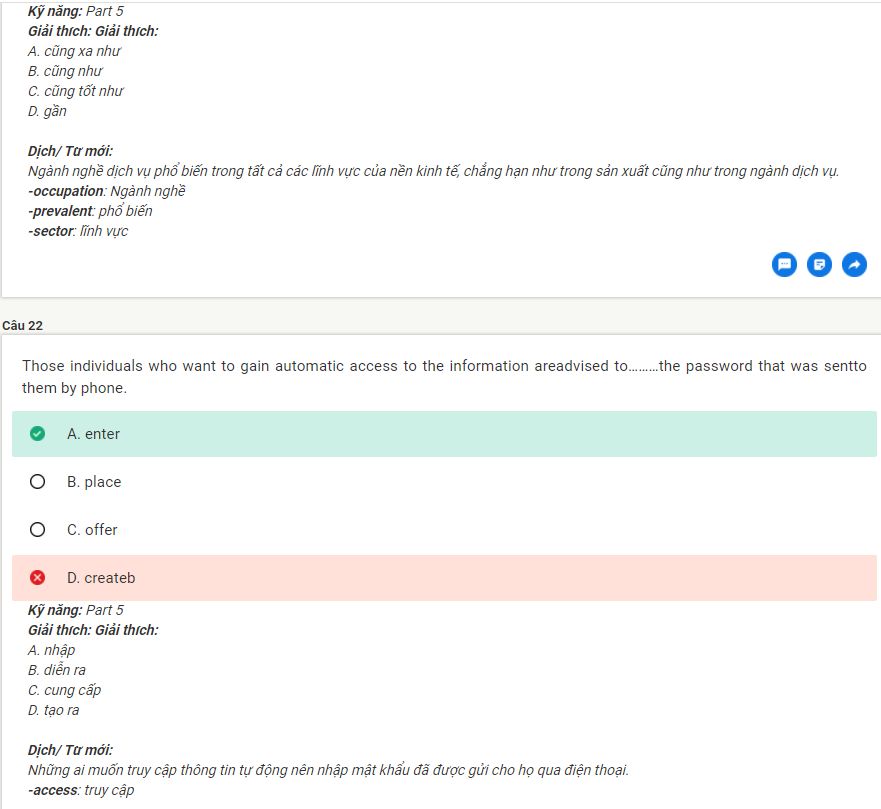 Kỹ năng: Part 5
Giải thích: Giải thích:
A. cũng xa như
B. cũng như
C. cũng tốt như
D. gần
Dịch/ Từ mới:
Ngành nghề dịch vụ phổ biến trong tất cả các lĩnh vực của nền kinh tế, chẳng hạn như trong sản xuất cũng như trong ngành dịch vụ.
-occupation: Ngành nghề
-prevalent: phổ biến
-sector: lĩnh vực
Câu 22
Those individuals who want to gain automatic access to the information areadvised to.........the password that was sentto
them by phone.
A. enter
B. place
C. offer
D. createb
Kỹ năng: Part 5
Giải thích: Giải thích:
A. nhập
B. diễn ra
C. cung cấp
D. tạo ra
Dịch/ Từ mới:
Những ai muốn truy cập thông tin tự động nên nhập mật khẩu đã được gửi cho họ qua điện thoại.
-access: truy cập